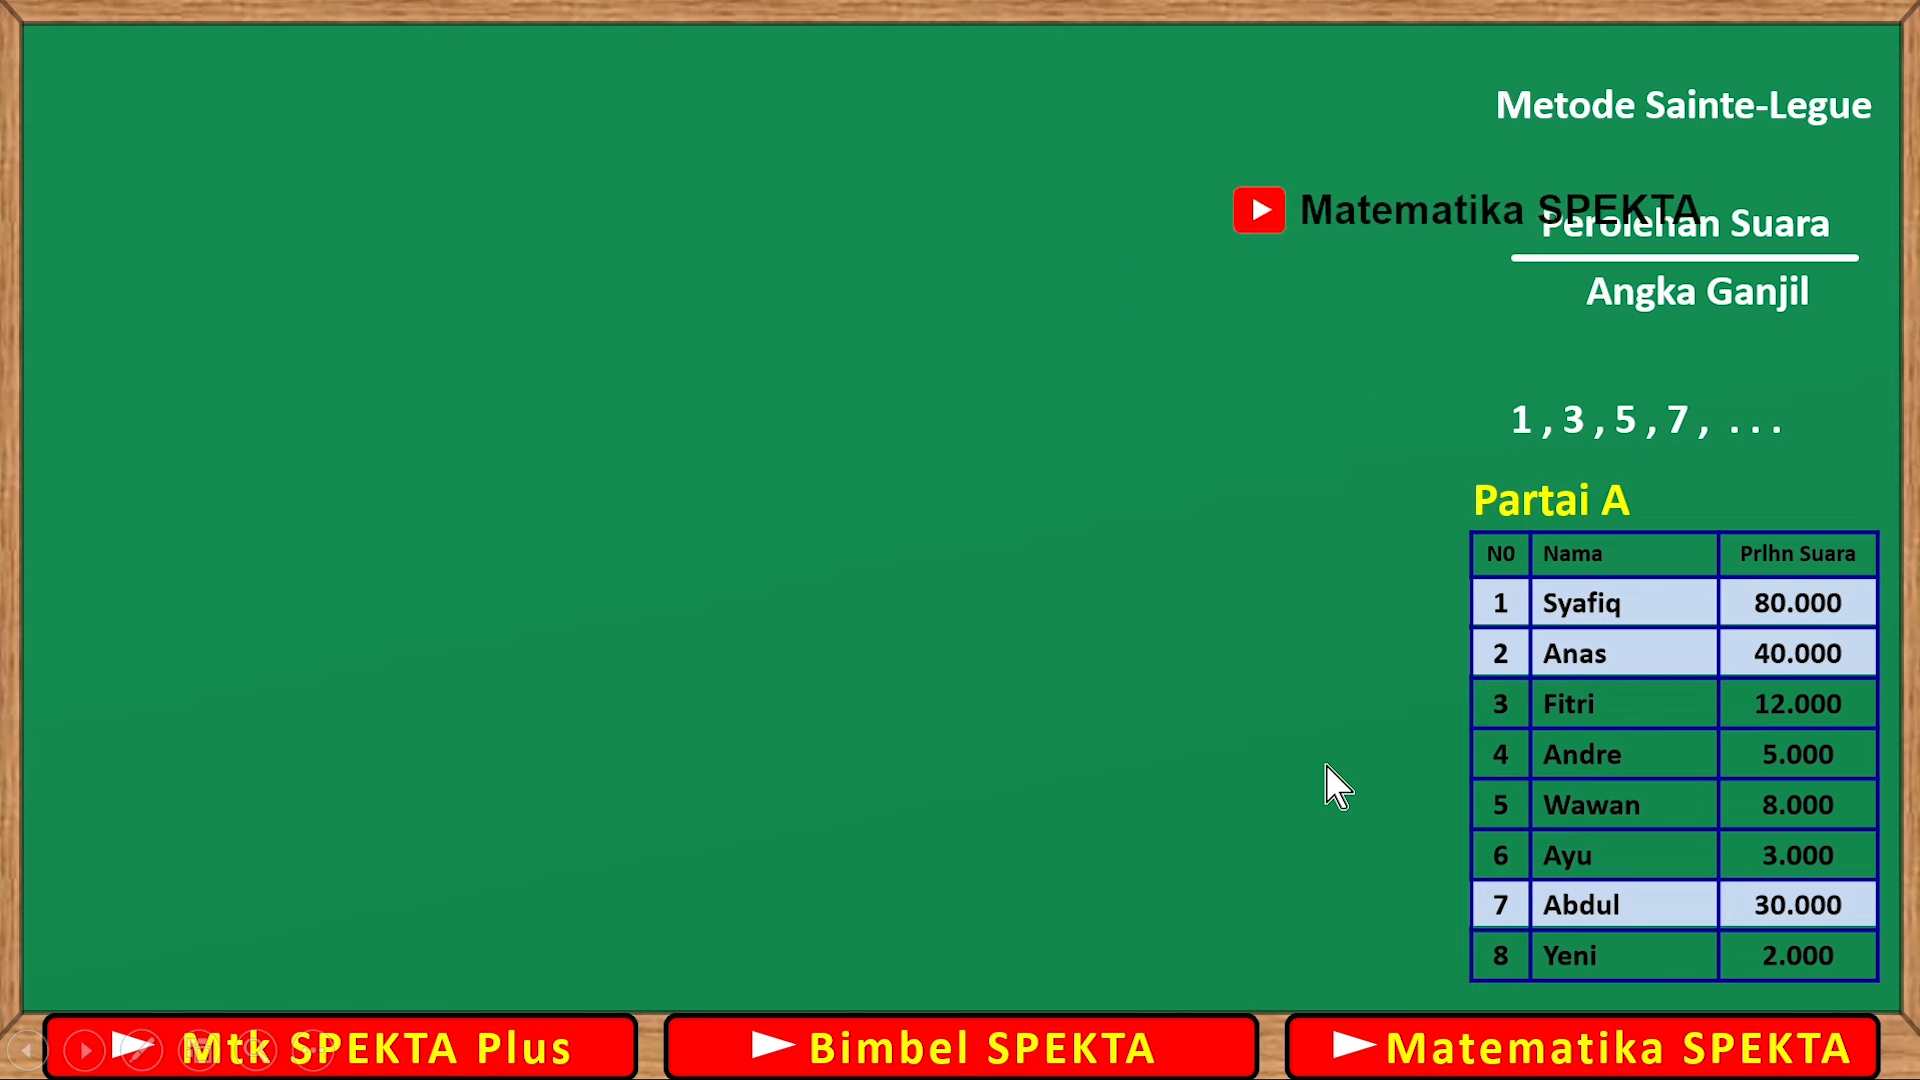 Metode Sainte-Legue
Matematika SPEKTA
Perolehan Suara
Angka Ganjil
1 , 3 , 5 , 7 , . . .
Partai A
N0 Nama Prlhn Suara
1 Syafiq 80.000
2 Anas 40.000
3 Fitri 12.000
4 Andre 5.000
5 Wawan 8.000
6 Ayu 3.000
7 Abdul 30.000
8 Yeni 2.000
Mtk SPEKTA Plus
Bimbel SPEKTA
Matematika SPEKTA